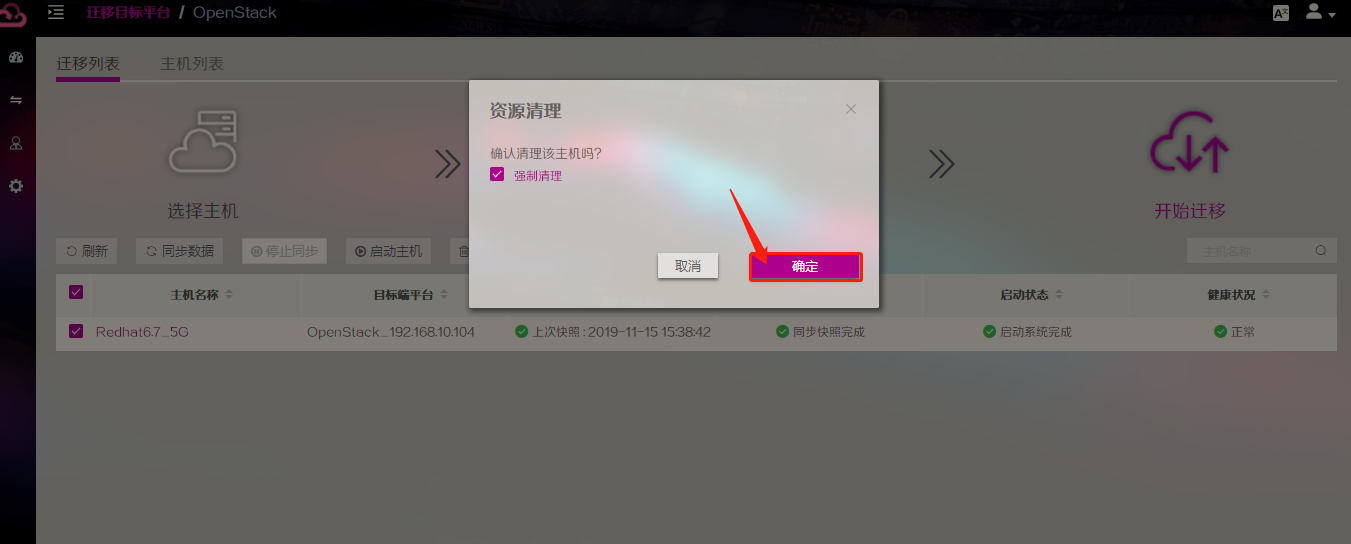 迁移目标平台 / OpenStack
迁移列表 主机列表
资源清理
确认清理该主机吗?
强制清理
取消 确定
选择主机 开始迁移
刷新 同步数据 停止同步 启动主机 主机名称
主机名称 目标端平台 启动状态 健康状况
Redhat6.7_5G OpenStack_192.168.10.104 上次快照:2019-11-15 15:38:42 同步快照完成 启动系统完成 正常